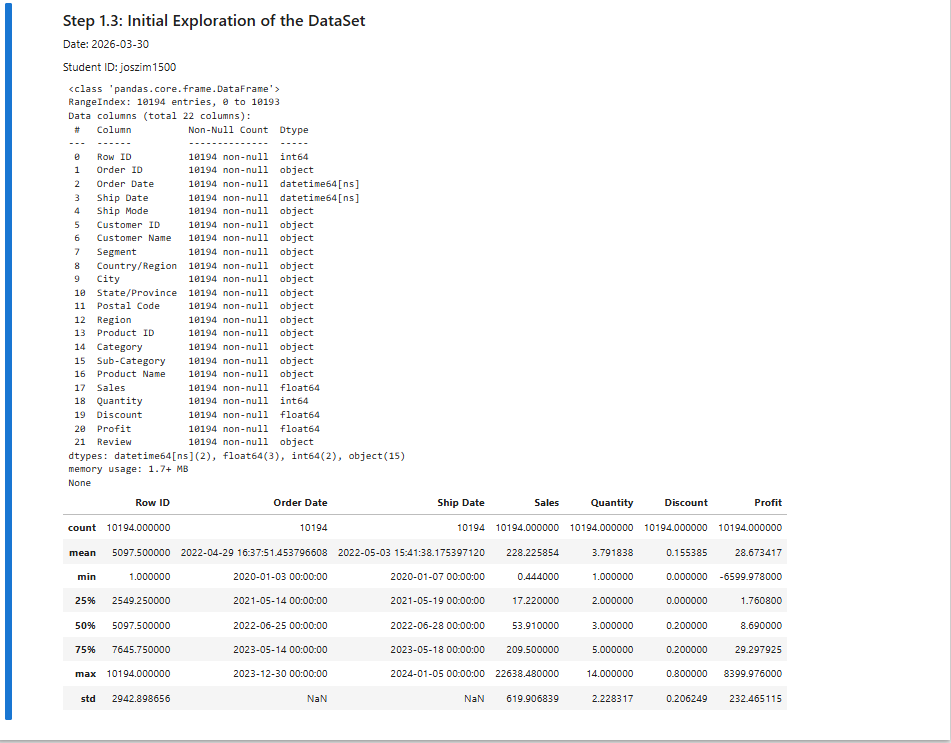 Step 1.3: Initial Exploration of the DataSet
Date: 2026-03-30
Student ID: joszim1500
<class 'pandas.core.frame.DataFrame'>
RangeIndex: 10194 entries, 0 to 10193
Data columns (total 22 columns):
 #   Column          Non-Null Count  Dtype
---  ------          --------------  -----
 0   Row ID          10194 non-null  int64
 1   Order ID        10194 non-null  object
 2   Order Date      10194 non-null  datetime64[ns]
 3   Ship Date       10194 non-null  datetime64[ns]
 4   Ship Mode       10194 non-null  object
 5   Customer ID     10194 non-null  object
 6   Customer Name   10194 non-null  object
 7   Segment         10194 non-null  object
 8   Country/Region  10194 non-null  object
 9   City            10194 non-null  object
 10  State/Province  10194 non-null  object
 11  Postal Code     10194 non-null  object
 12  Region          10194 non-null  object
 13  Product ID      10194 non-null  object
 14  Category        10194 non-null  object
 15  Sub-Category    10194 non-null  object
 16  Product Name    10194 non-null  object
 17  Sales           10194 non-null  float64
 18  Quantity        10194 non-null  int64
 19  Discount        10194 non-null  float64
 20  Profit          10194 non-null  float64
 21  Review          10194 non-null  object
dtypes: datetime64[ns](2), float64(3), int64(2), object(15)
memory usage: 1.7+ MB
None
Row ID Order Date Ship Date Sales Quantity Discount Profit
count 10194.000000 10194 10194 10194.000000 10194.000000 10194.000000 10194.000000
mean 5097.500000 2022-04-29 16:37:51.453796608 2022-05-03 15:41:38.175397120 228.225854 3.791838 0.155385 28.673417
min 1.000000 2020-01-03 00:00:00 2020-01-07 00:00:00 0.444000 1.000000 0.000000 -6599.978000
25% 2549.250000 2021-05-14 00:00:00 2021-05-19 00:00:00 17.220000 2.000000 0.000000 1.760800
50% 5097.500000 2022-06-25 00:00:00 2022-06-28 00:00:00 53.910000 3.000000 0.200000 8.690000
75% 7645.750000 2023-05-14 00:00:00 2023-05-18 00:00:00 209.500000 5.000000 0.200000 29.297925
max 10194.000000 2023-12-30 00:00:00 2024-01-05 00:00:00 22638.480000 14.000000 0.800000 8399.976000
std 2942.898656 NaN NaN 619.906839 2.228317 0.206249 232.465115